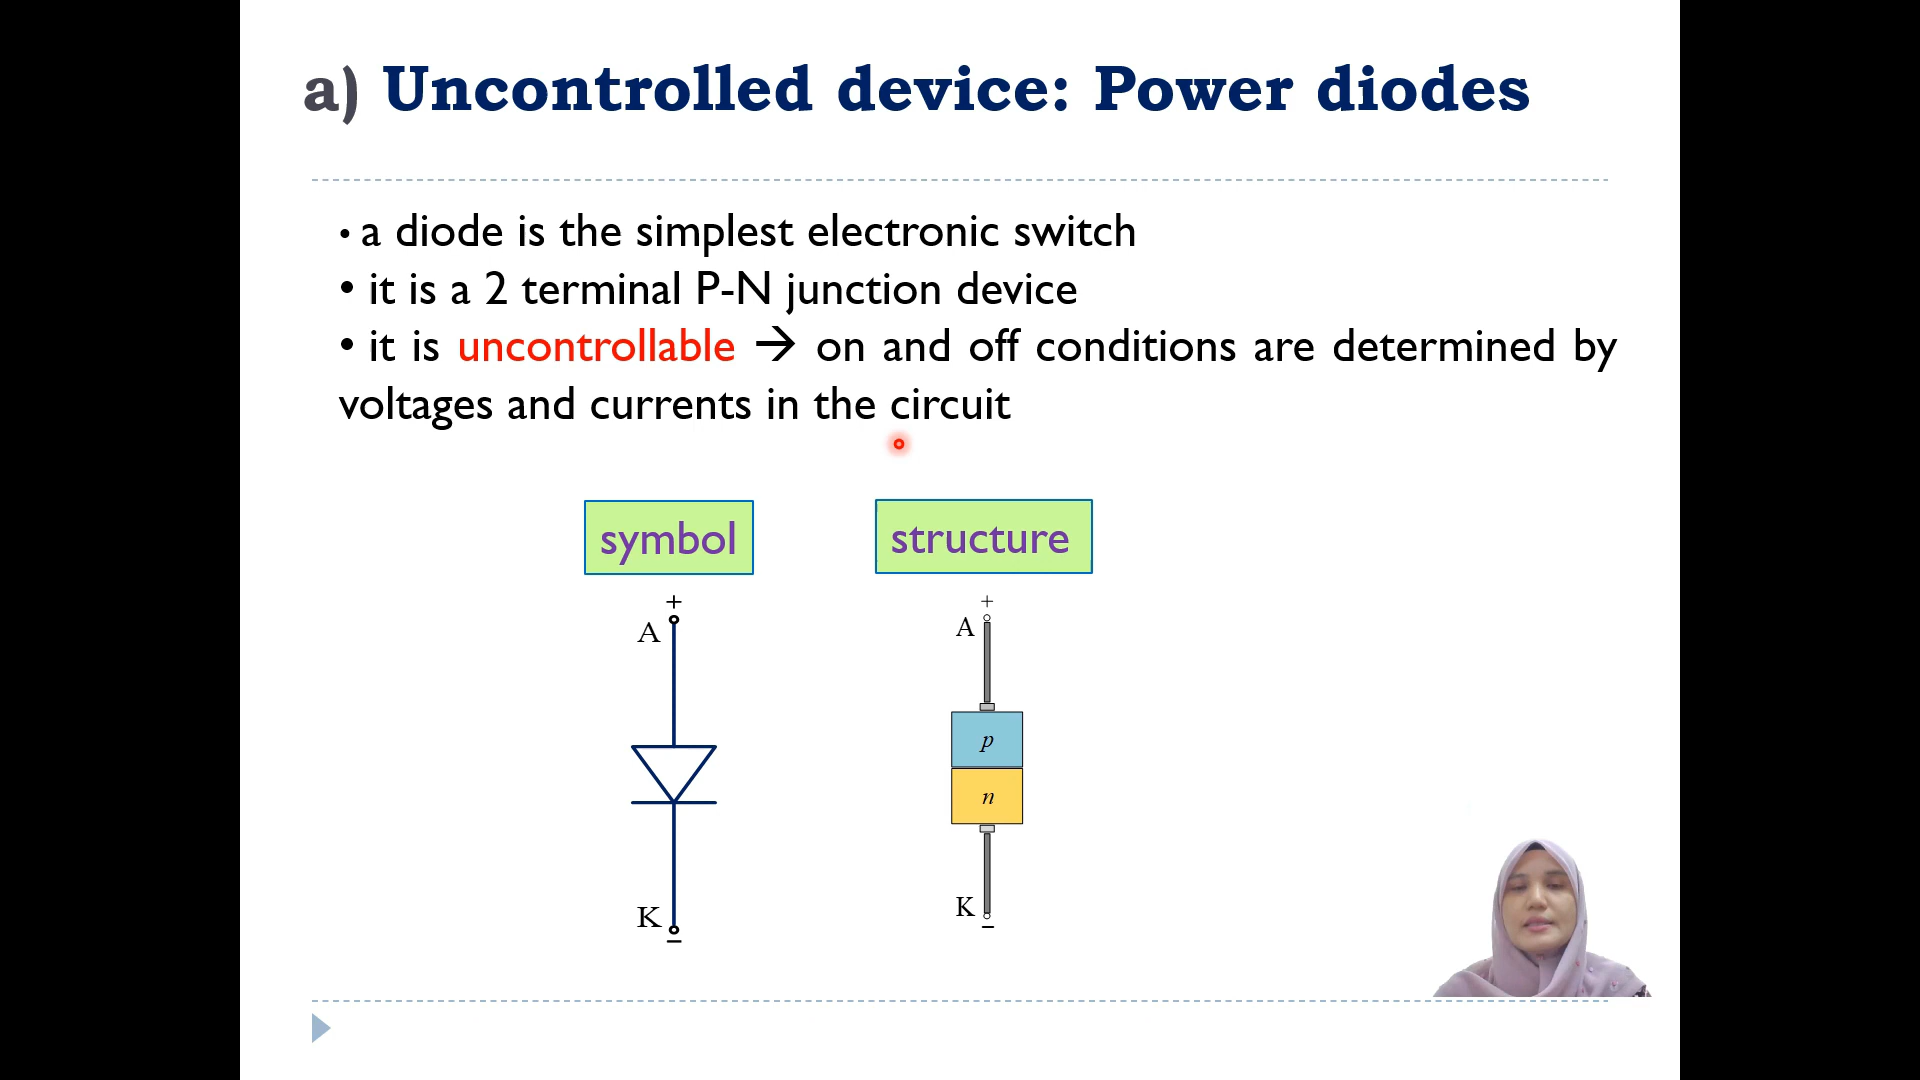 a) Uncontrolled device: Power diodes
• a diode is the simplest electronic switch
• it is a 2 terminal P-N junction device
• it is uncontrollable → on and off conditions are determined by
voltages and currents in the circuit
symbol
structure
+
A
K
–
+
A
p
n
K
–